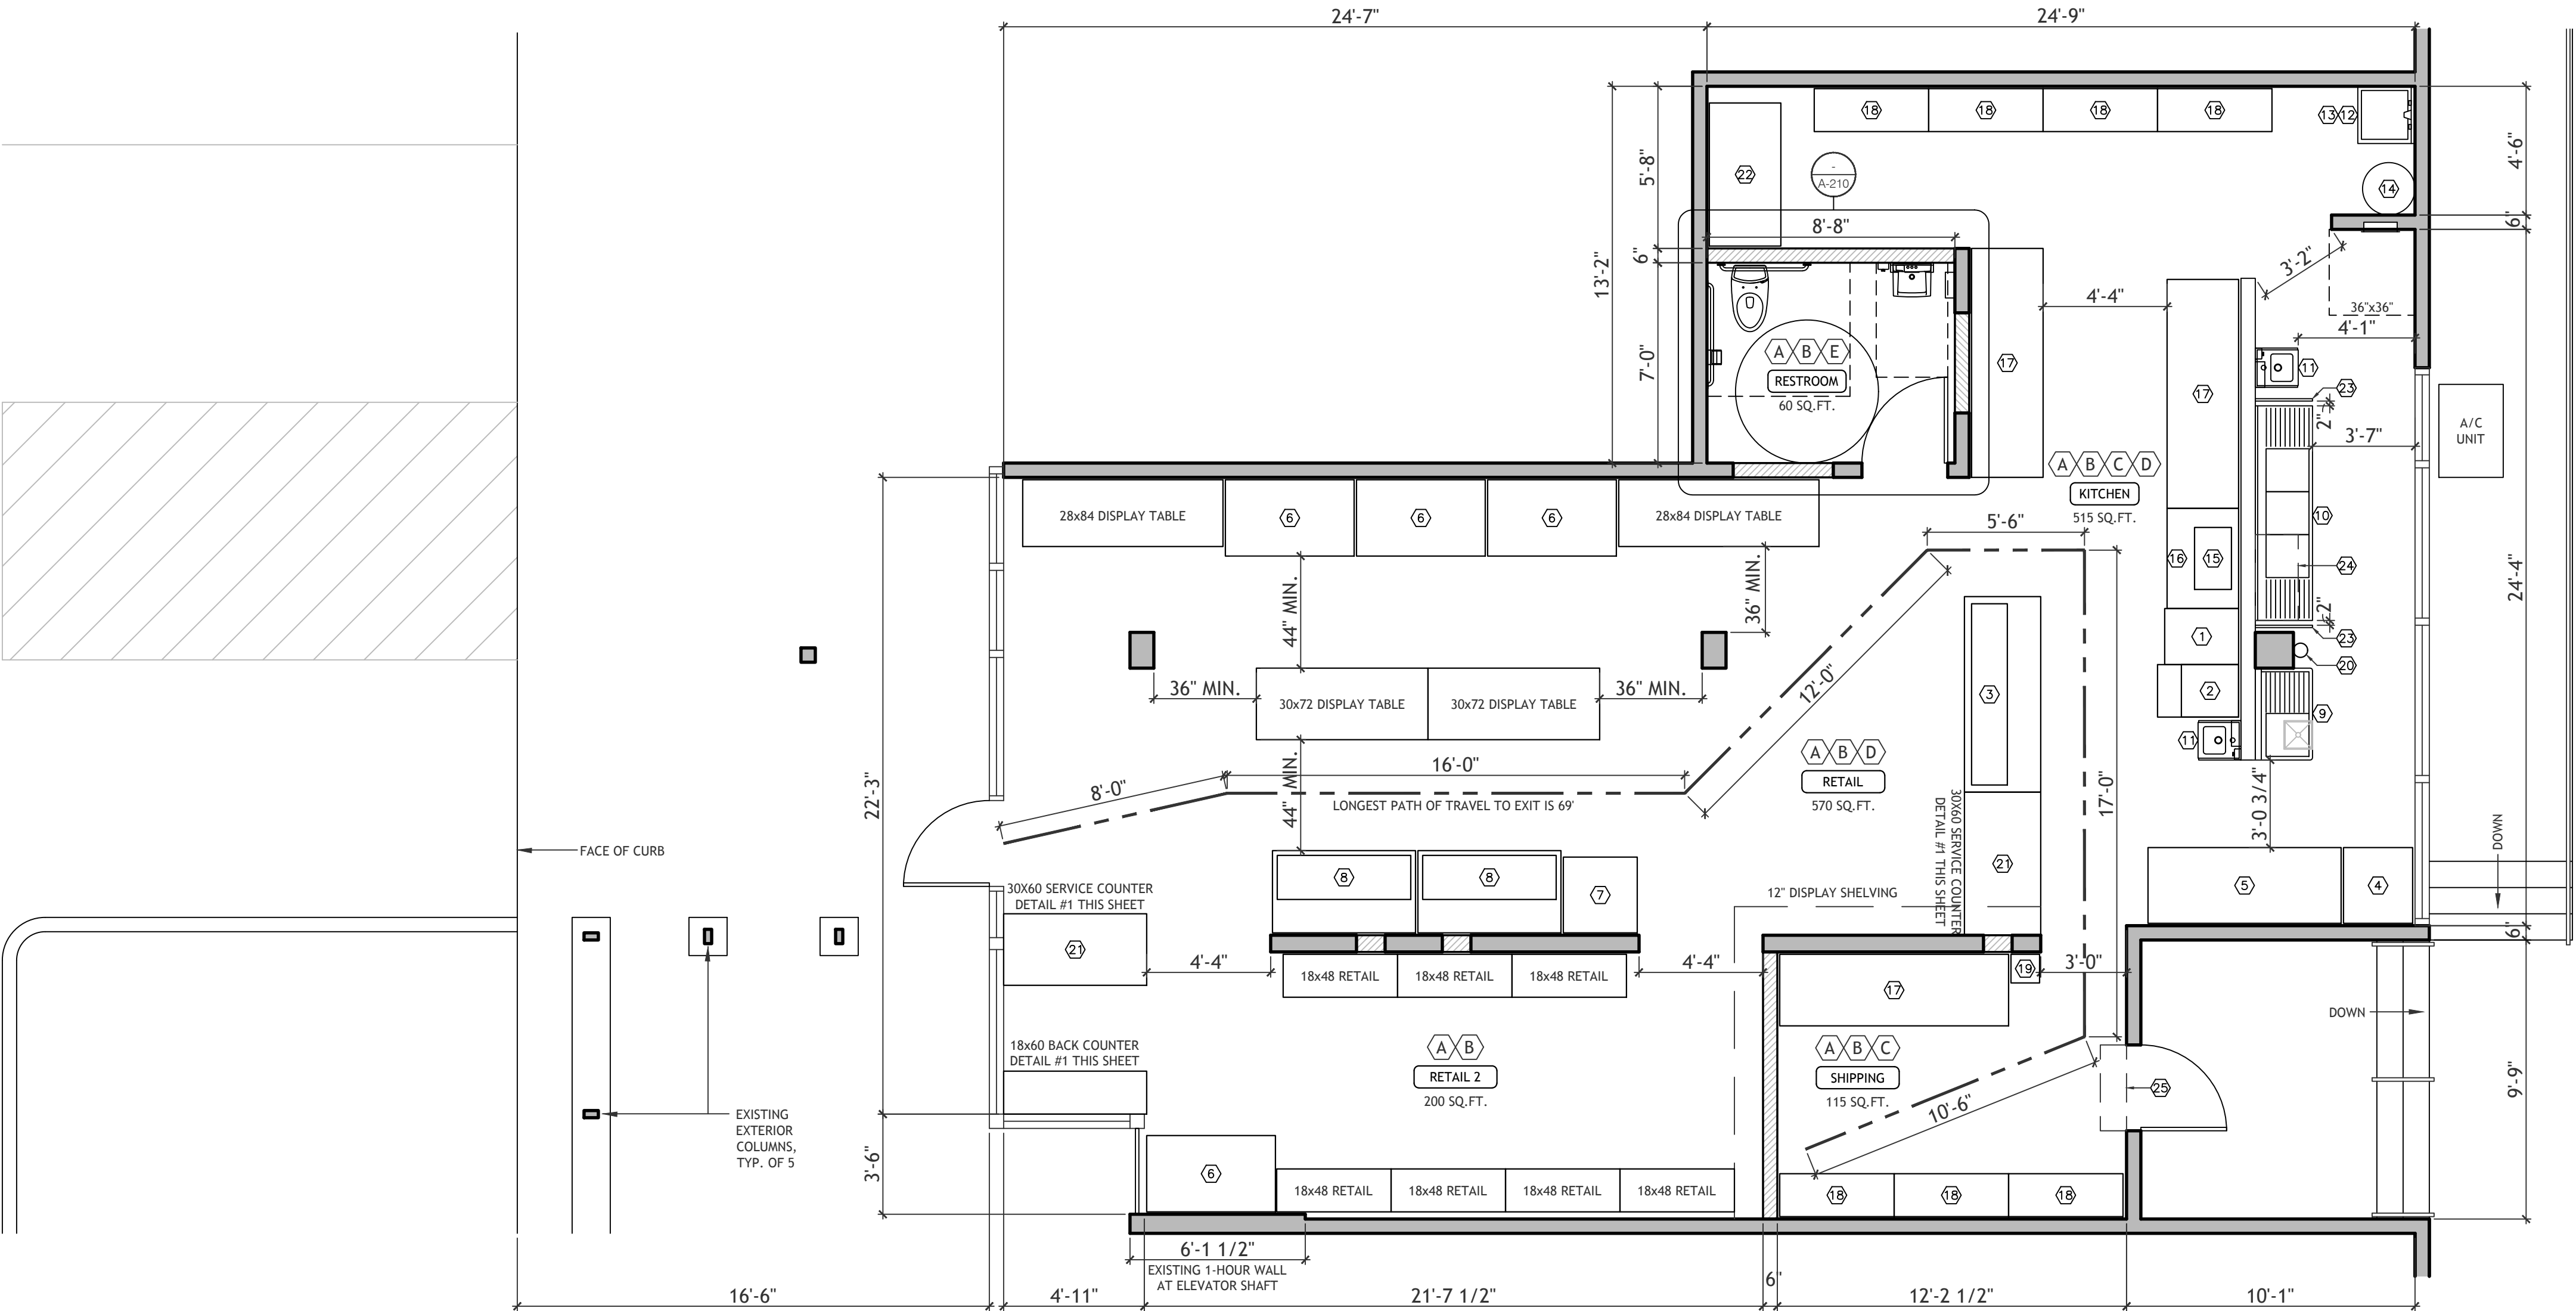 24'-7"
24'-9"
18
18
18
18
13
12
22
14
-
A-210
4'-6"
6"
5'-8"
8'-8"
6"
13'-2"
7'-0"
3'-2"
36"x36"
4'-4"
4'-1"
A
B
E
RESTROOM
60 SQ.FT.
17
17
11
23
2"
3'-7"
A/C
UNIT
A
B
C
D
KITCHEN
515 SQ.FT.
10
28x84 DISPLAY TABLE
6
6
6
28x84 DISPLAY TABLE
5'-6"
16
15
24
24'-4"
44" MIN.
36" MIN.
2"
1
23
20
36" MIN.
30x72 DISPLAY TABLE
30x72 DISPLAY TABLE
36" MIN.
12'-0"
3
2
9
11
A
B
D
RETAIL
570 SQ.FT.
22'-3"
8'-0"
16'-0"
44" MIN.
LONGEST PATH OF TRAVEL TO EXIT IS 69'
17'-0"
3'-0 3/4"
30X60 SERVICE COUNTER
DETAIL #1 THIS SHEET
DOWN
FACE OF CURB
8
8
7
21
5
4
12" DISPLAY SHELVING
30X60 SERVICE COUNTER
DETAIL #1 THIS SHEET
21
6"
4'-4"
18x48 RETAIL
18x48 RETAIL
18x48 RETAIL
4'-4"
19
3'-0"
17
DOWN
18x60 BACK COUNTER
DETAIL #1 THIS SHEET
A
B
RETAIL 2
200 SQ.FT.
A
B
C
SHIPPING
115 SQ.FT.
10'-6"
25
9'-9"
EXISTING
EXTERIOR
COLUMNS,
TYP. OF 5
3'-6"
6
18x48 RETAIL
18x48 RETAIL
18x48 RETAIL
18x48 RETAIL
18
18
18
6'-1 1/2"
EXISTING 1-HOUR WALL
AT ELEVATOR SHAFT
16'-6"
4'-11"
21'-7 1/2"
6"
12'-2 1/2"
10'-1"